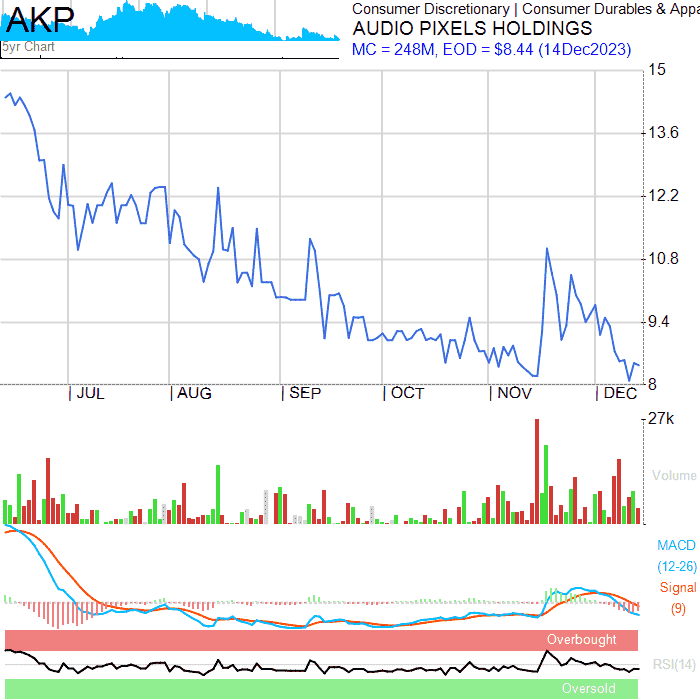 AKP
5yr Chart
Consumer Discretionary | Consumer Durables & Appa
AUDIO PIXELS HOLDINGS
MC = 248M, EOD = $8.44 (14Dec2023)
15
13.6
12.2
10.8
9.4
8
JUL AUG SEP OCT NOV DEC
27k
Volume
MACD
(12-26)
Signal
(9)
Overbought
RSI(14)
Oversold